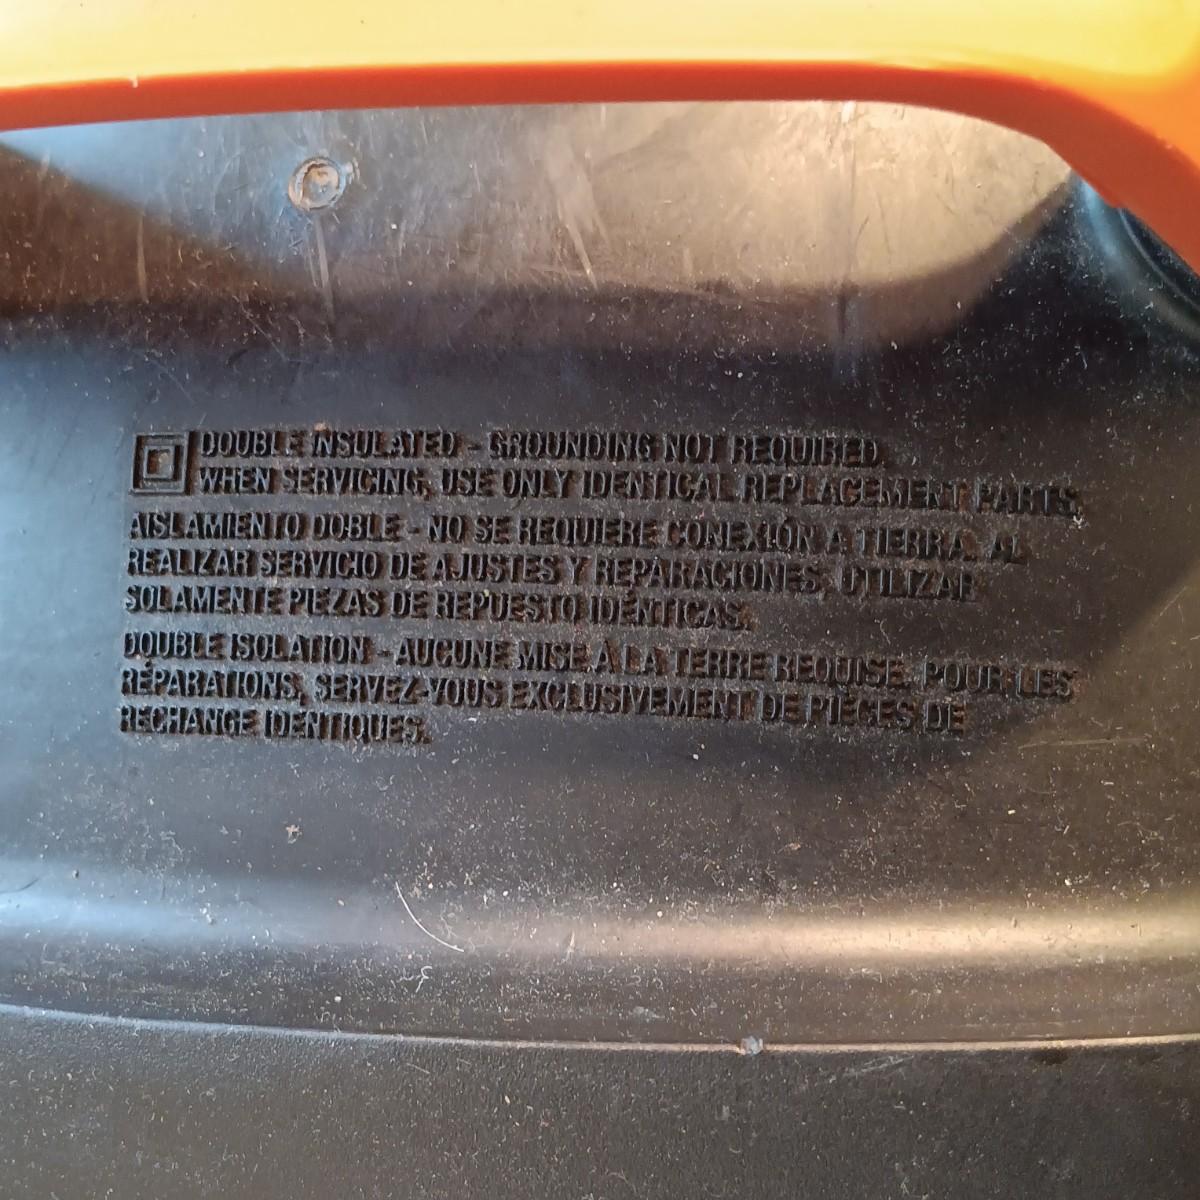 DOUBLE INSULATED - GROUNDING NOT REQUIRED.
WHEN SERVICING, USE ONLY IDENTICAL REPLACEMENT PARTS.
AISLAMIENTO DOBLE - NO SE REQUIERE CONEXIÓN A TIERRA. AL
REALIZAR SERVICIO DE AJUSTES Y REPARACIONES, UTILIZAR
SOLAMENTE PIEZAS DE REPUESTO IDÉNTICAS.
DOUBLE ISOLATION - AUCUNE MISE À LA TERRE REQUISE. POUR LES
RÉPARATIONS, SERVEZ-VOUS EXCLUSIVEMENT DE PIÈCES DE
RECHANGE IDENTIQUES.